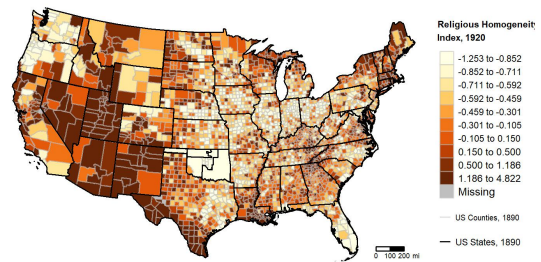 Religious Homogeneity
Index, 1920
-1.253 to -0.852
-0.852 to -0.711
-0.711 to -0.592
-0.592 to -0.459
-0.459 to -0.301
-0.301 to -0.105
-0.105 to 0.150
0.150 to 0.500
0.500 to 1.186
1.186 to 4.822
Missing
US Counties, 1890
US States, 1890
0 100 200 mi